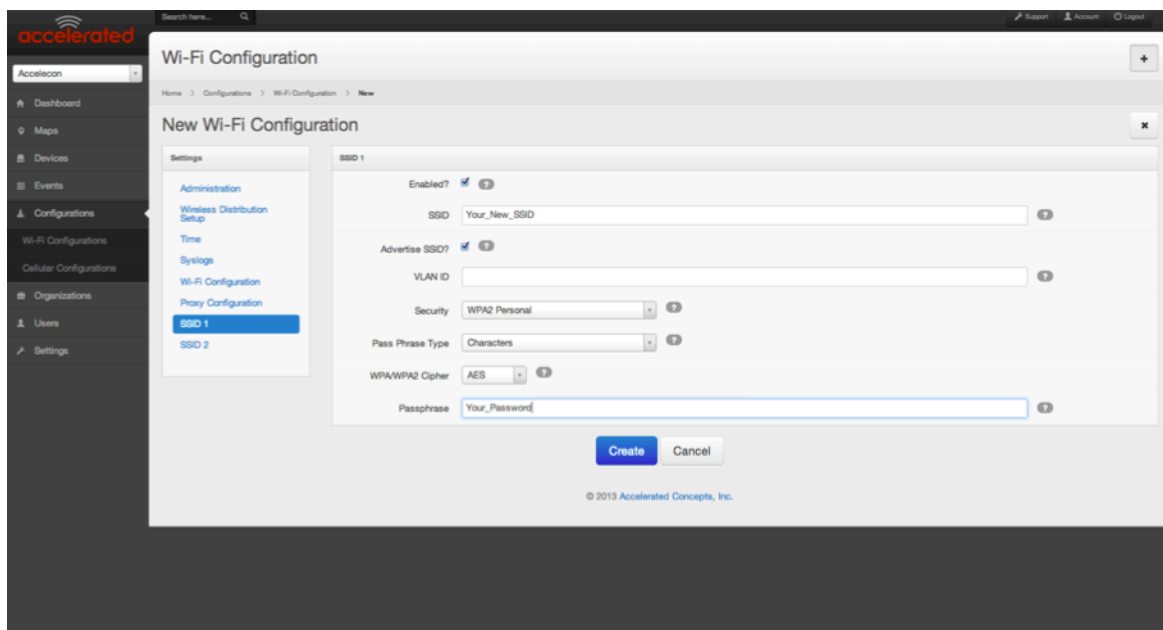 accelerated
Search here...
Support Account Logout
Accelecon
Dashboard
Maps
Devices
Events
Configurations
Wi-Fi Configurations
Cellular Configurations
Organizations
Users
Settings
Wi-Fi Configuration
+
Home > Configurations > Wi-Fi Configuration > New
New Wi-Fi Configuration
Settings
Administration
Wireless Distribution
Setup
Time
Syslogs
Wi-Fi Configuration
Proxy Configuration
SSID 1
SSID 2
SSID 1
Enabled? ?
SSID Your_New_SSID ?
Advertise SSID? ?
VLAN ID ?
Security WPA2 Personal ?
Pass Phrase Type Characters ?
WPA/WPA2 Cipher AES ?
Passphrase Your_Password ?
Create Cancel
© 2013 Accelerated Concepts, Inc.